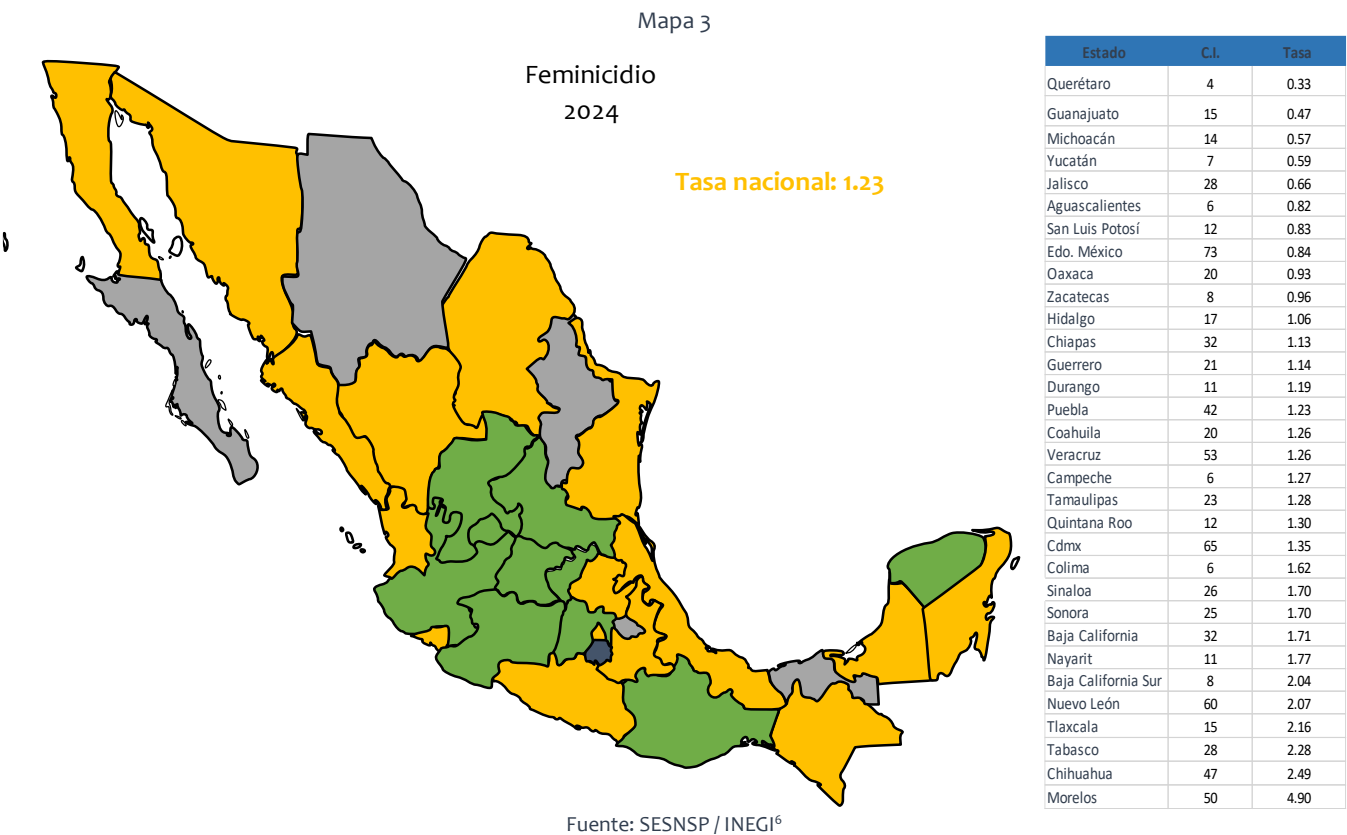 Mapa 3
Feminicidio
2024
Tasa nacional: 1.23
Estado C.I. Tasa
Querétaro 4 0.33
Guanajuato 15 0.47
Michoacán 14 0.57
Yucatán 7 0.59
Jalisco 28 0.66
Aguascalientes 6 0.82
San Luis Potosí 12 0.83
Edo. México 73 0.84
Oaxaca 20 0.93
Zacatecas 8 0.96
Hidalgo 17 1.06
Chiapas 32 1.13
Guerrero 21 1.14
Durango 11 1.19
Puebla 42 1.23
Coahuila 20 1.26
Veracruz 53 1.26
Campeche 6 1.27
Tamaulipas 23 1.28
Quintana Roo 12 1.30
Cdmx 65 1.35
Colima 6 1.62
Sinaloa 26 1.70
Sonora 25 1.70
Baja California 32 1.71
Nayarit 11 1.77
Baja California Sur 8 2.04
Nuevo León 60 2.07
Tlaxcala 15 2.16
Tabasco 28 2.28
Chihuahua 47 2.49
Morelos 50 4.90
Fuente: SESNSP / INEGI⁶